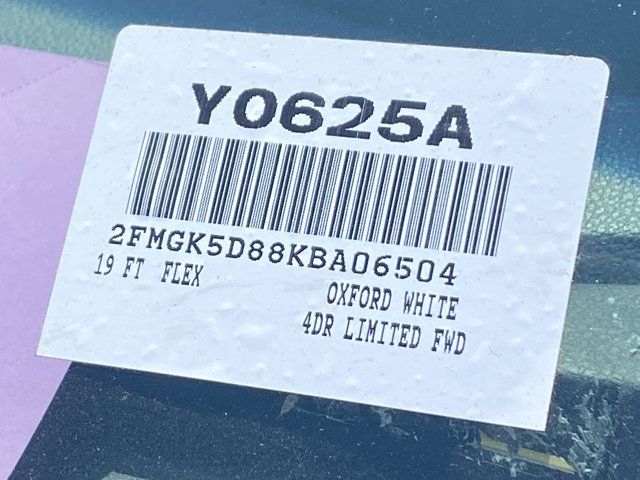 Y0625A
2FMGK5D88KBA06504
19 FT FLEX
OXFORD WHITE
4DR LIMITED FWD